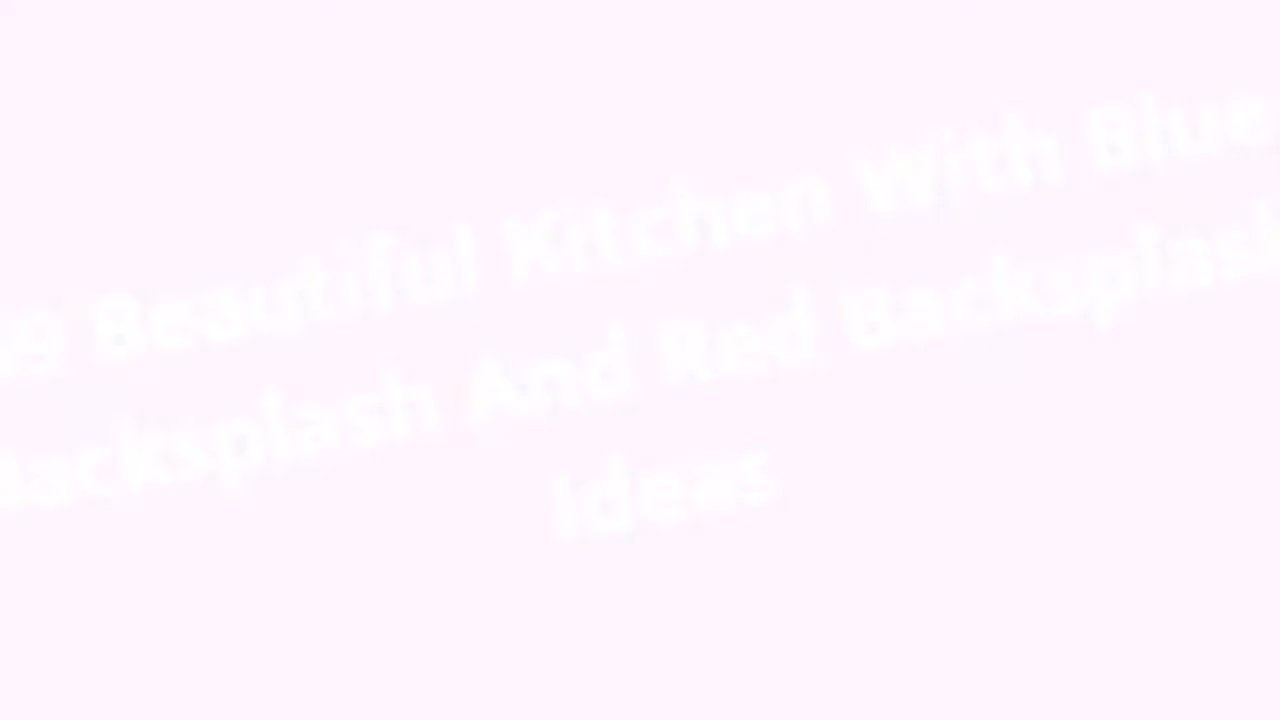 Beautiful Kitchen With Blue
Backsplash And Red Backsplash
Ideas